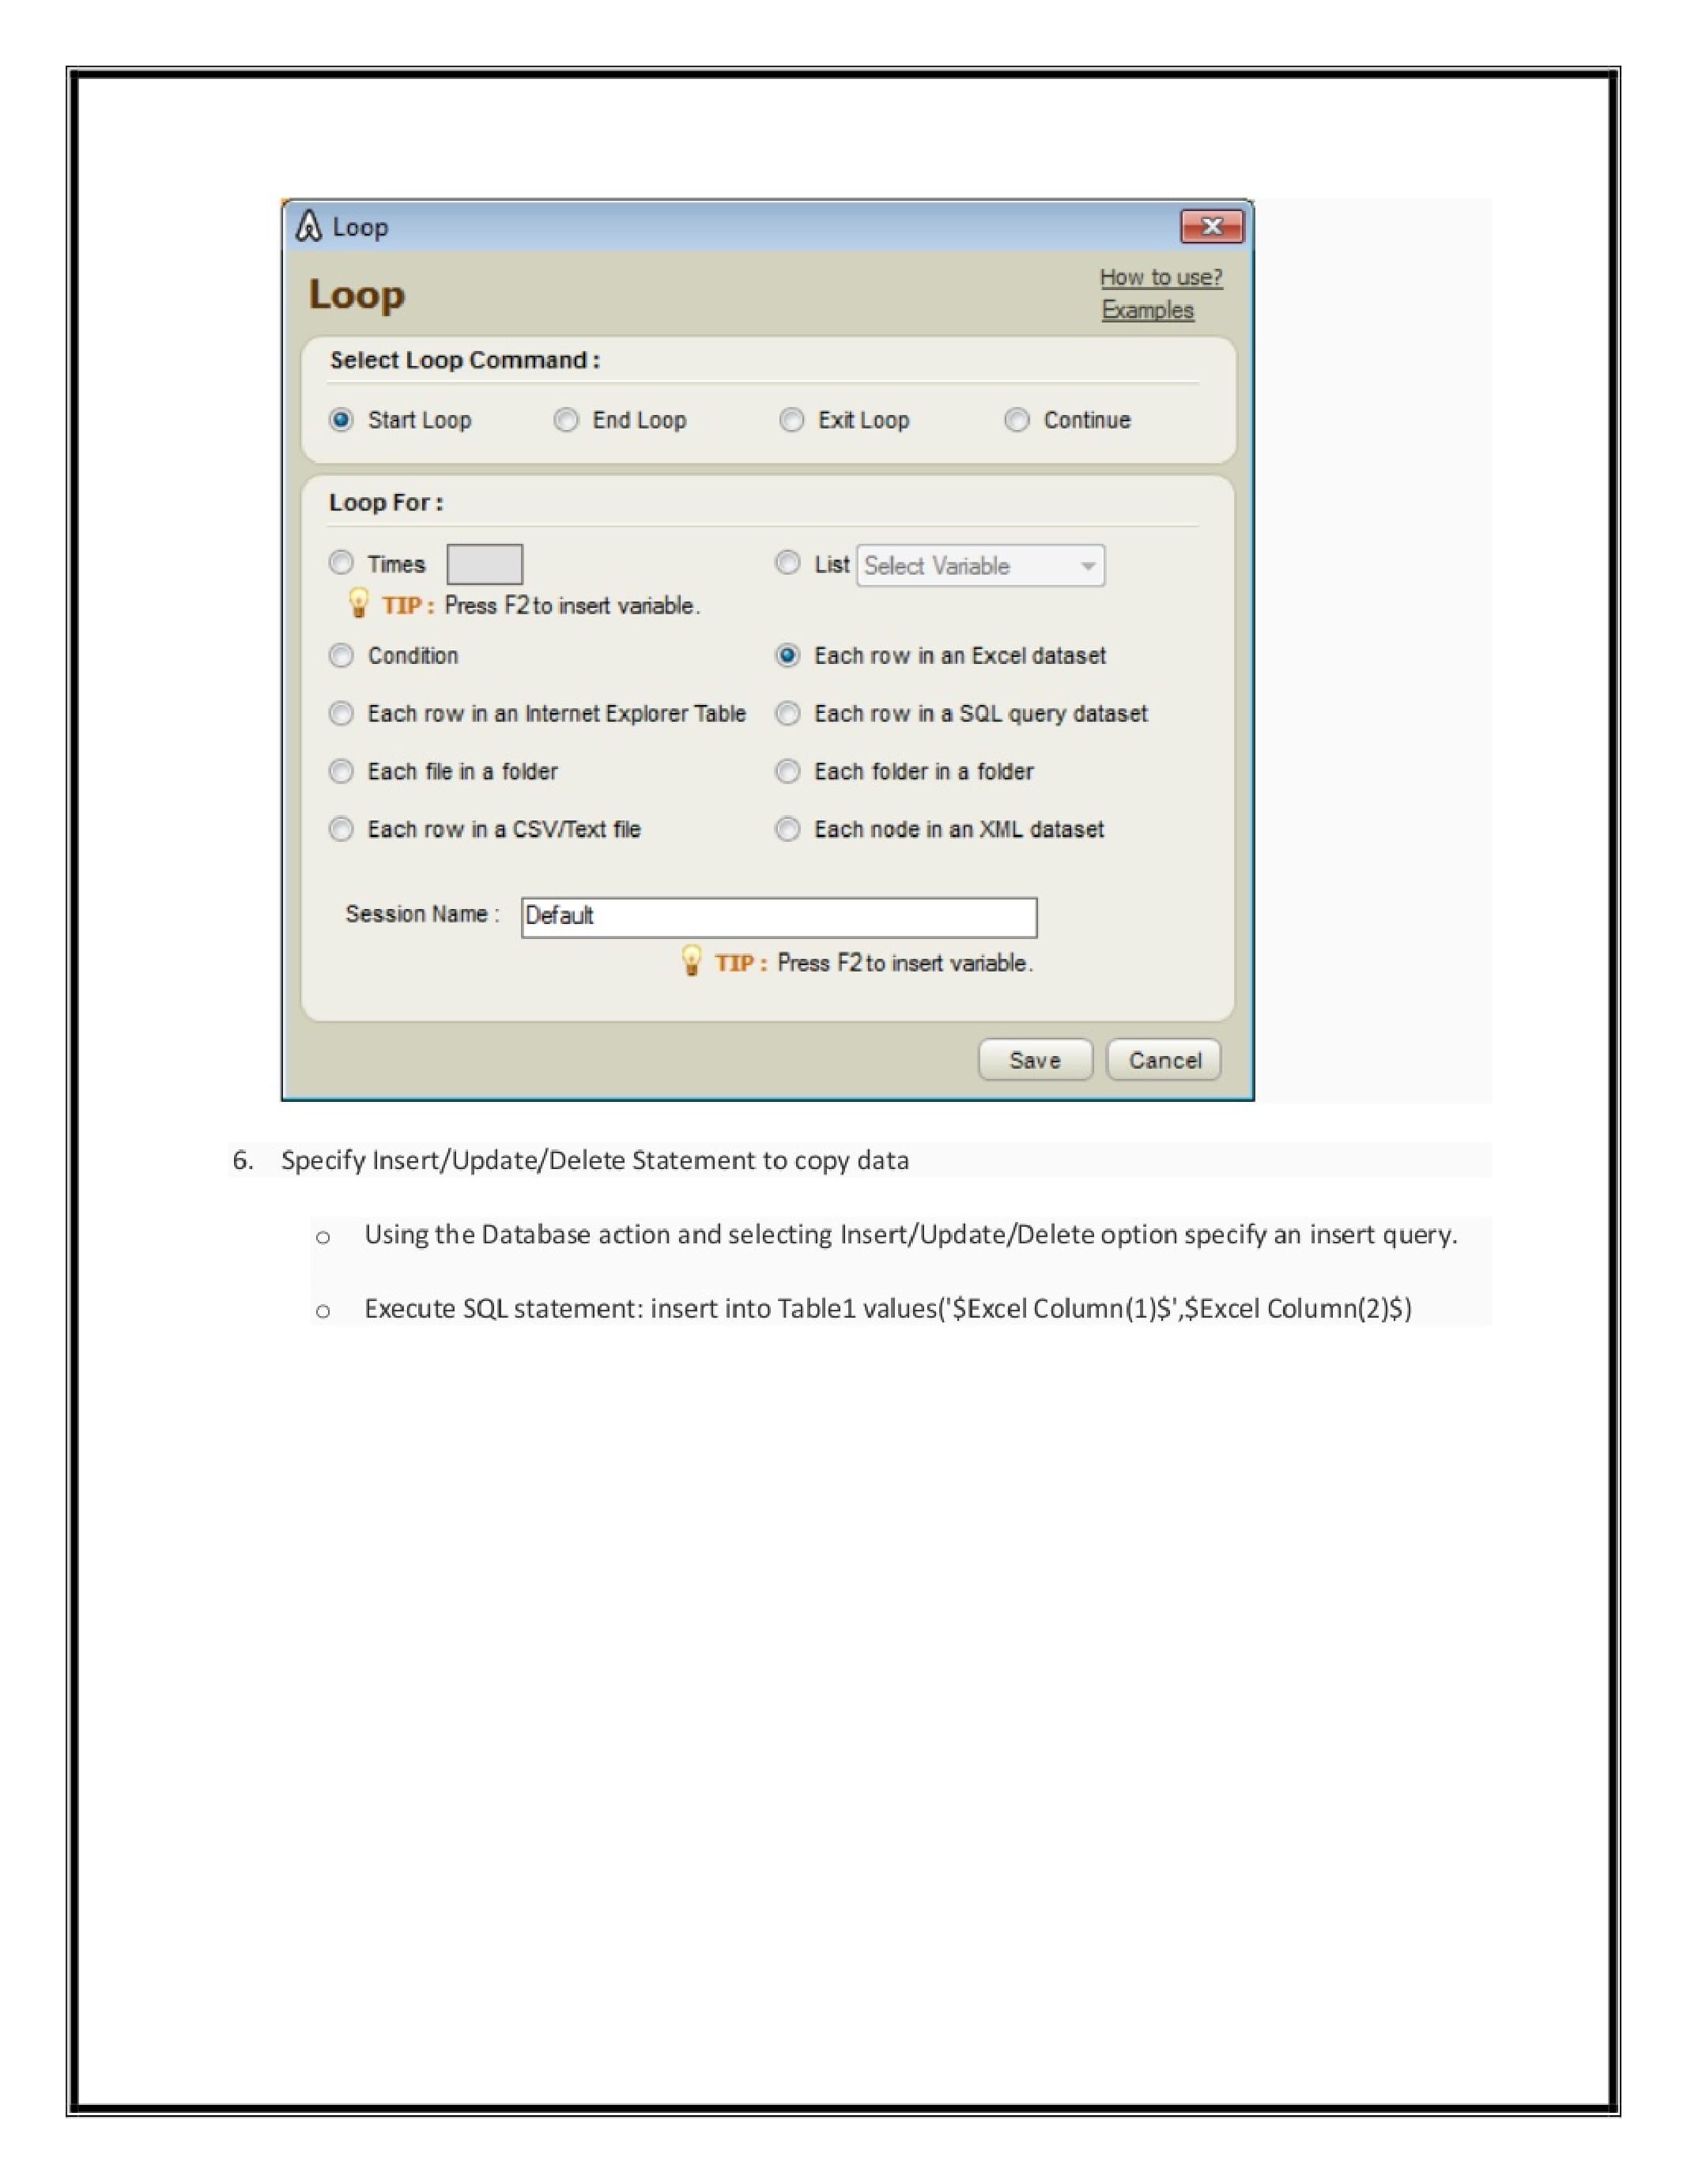 Loop
Loop
How to use?
Examples
Select Loop Command :
Start Loop End Loop Exit Loop Continue
Loop For :
Times List Select Variable
TIP : Press F2 to insert variable.
Condition Each row in an Excel dataset
Each row in an Internet Explorer Table Each row in a SQL query dataset
Each file in a folder Each folder in a folder
Each row in a CSV/Text file Each node in an XML dataset
Session Name : Default
TIP : Press F2 to insert variable.
Save Cancel
6. Specify Insert/Update/Delete Statement to copy data
o Using the Database action and selecting Insert/Update/Delete option specify an insert query.
o Execute SQL statement: insert into Table1 values('$Excel Column(1)$',$Excel Column(2)$)